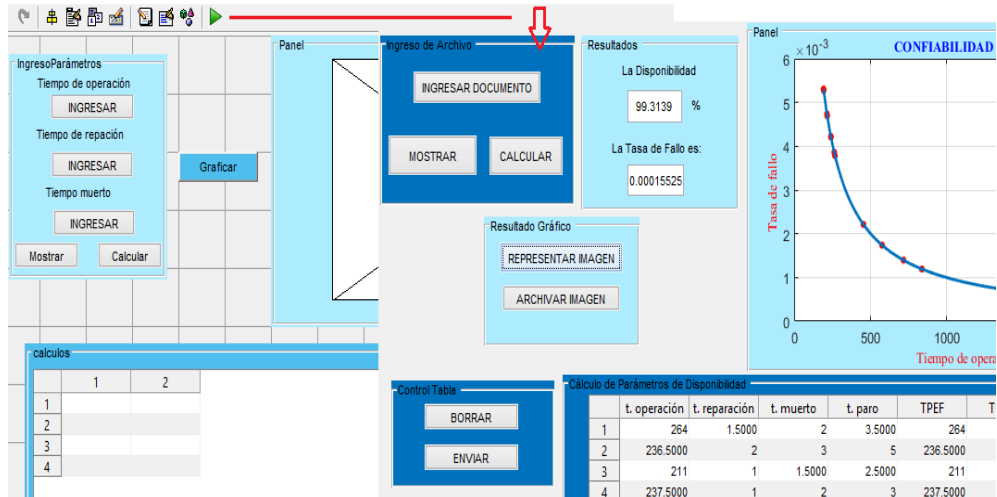 IngresoParámetros
Tiempo de operación
INGRESAR
Tiempo de repación
INGRESAR
Tiempo muerto
INGRESAR
Mostrar Calcular
Graficar
Panel
calculos
1 2
1
2
3
4
Ingreso de Archivo
INGRESAR DOCUMENTO
MOSTRAR CALCULAR
Resultados
La Disponibilidad
99.3139 %
La Tasa de Fallo es:
0.00015525
Resultado Gráfico
REPRESENTAR IMAGEN
ARCHIVAR IMAGEN
Panel
×10-3
CONFIABILIDAD
Tasa de fallo
6
5
4
3
2
1
0
0 500 1000
Tiempo de opera
Control Tabla
BORRAR
ENVIAR
Cálculo de Parámetros de Disponibilidad
t. operación t. reparación t. muerto t. paro TPEF T
1 264 1.5000 2 3.5000 264
2 236.5000 2 3 5 236.5000
3 211 1 1.5000 2.5000 211
4 237.5000 1 2 3 237.5000